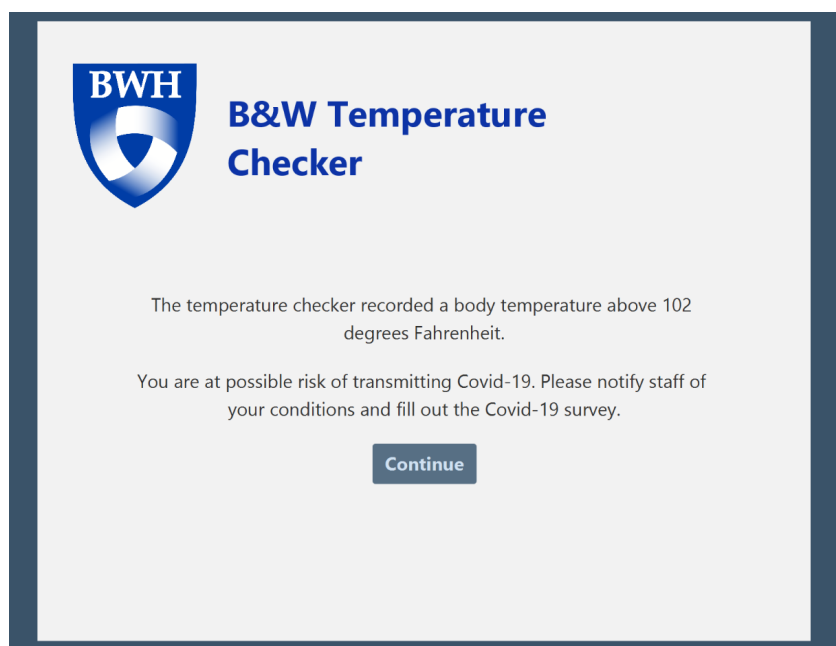 BWH
B&W Temperature
Checker
The temperature checker recorded a body temperature above 102
degrees Fahrenheit.
You are at possible risk of transmitting Covid-19. Please notify staff of
your conditions and fill out the Covid-19 survey.
Continue